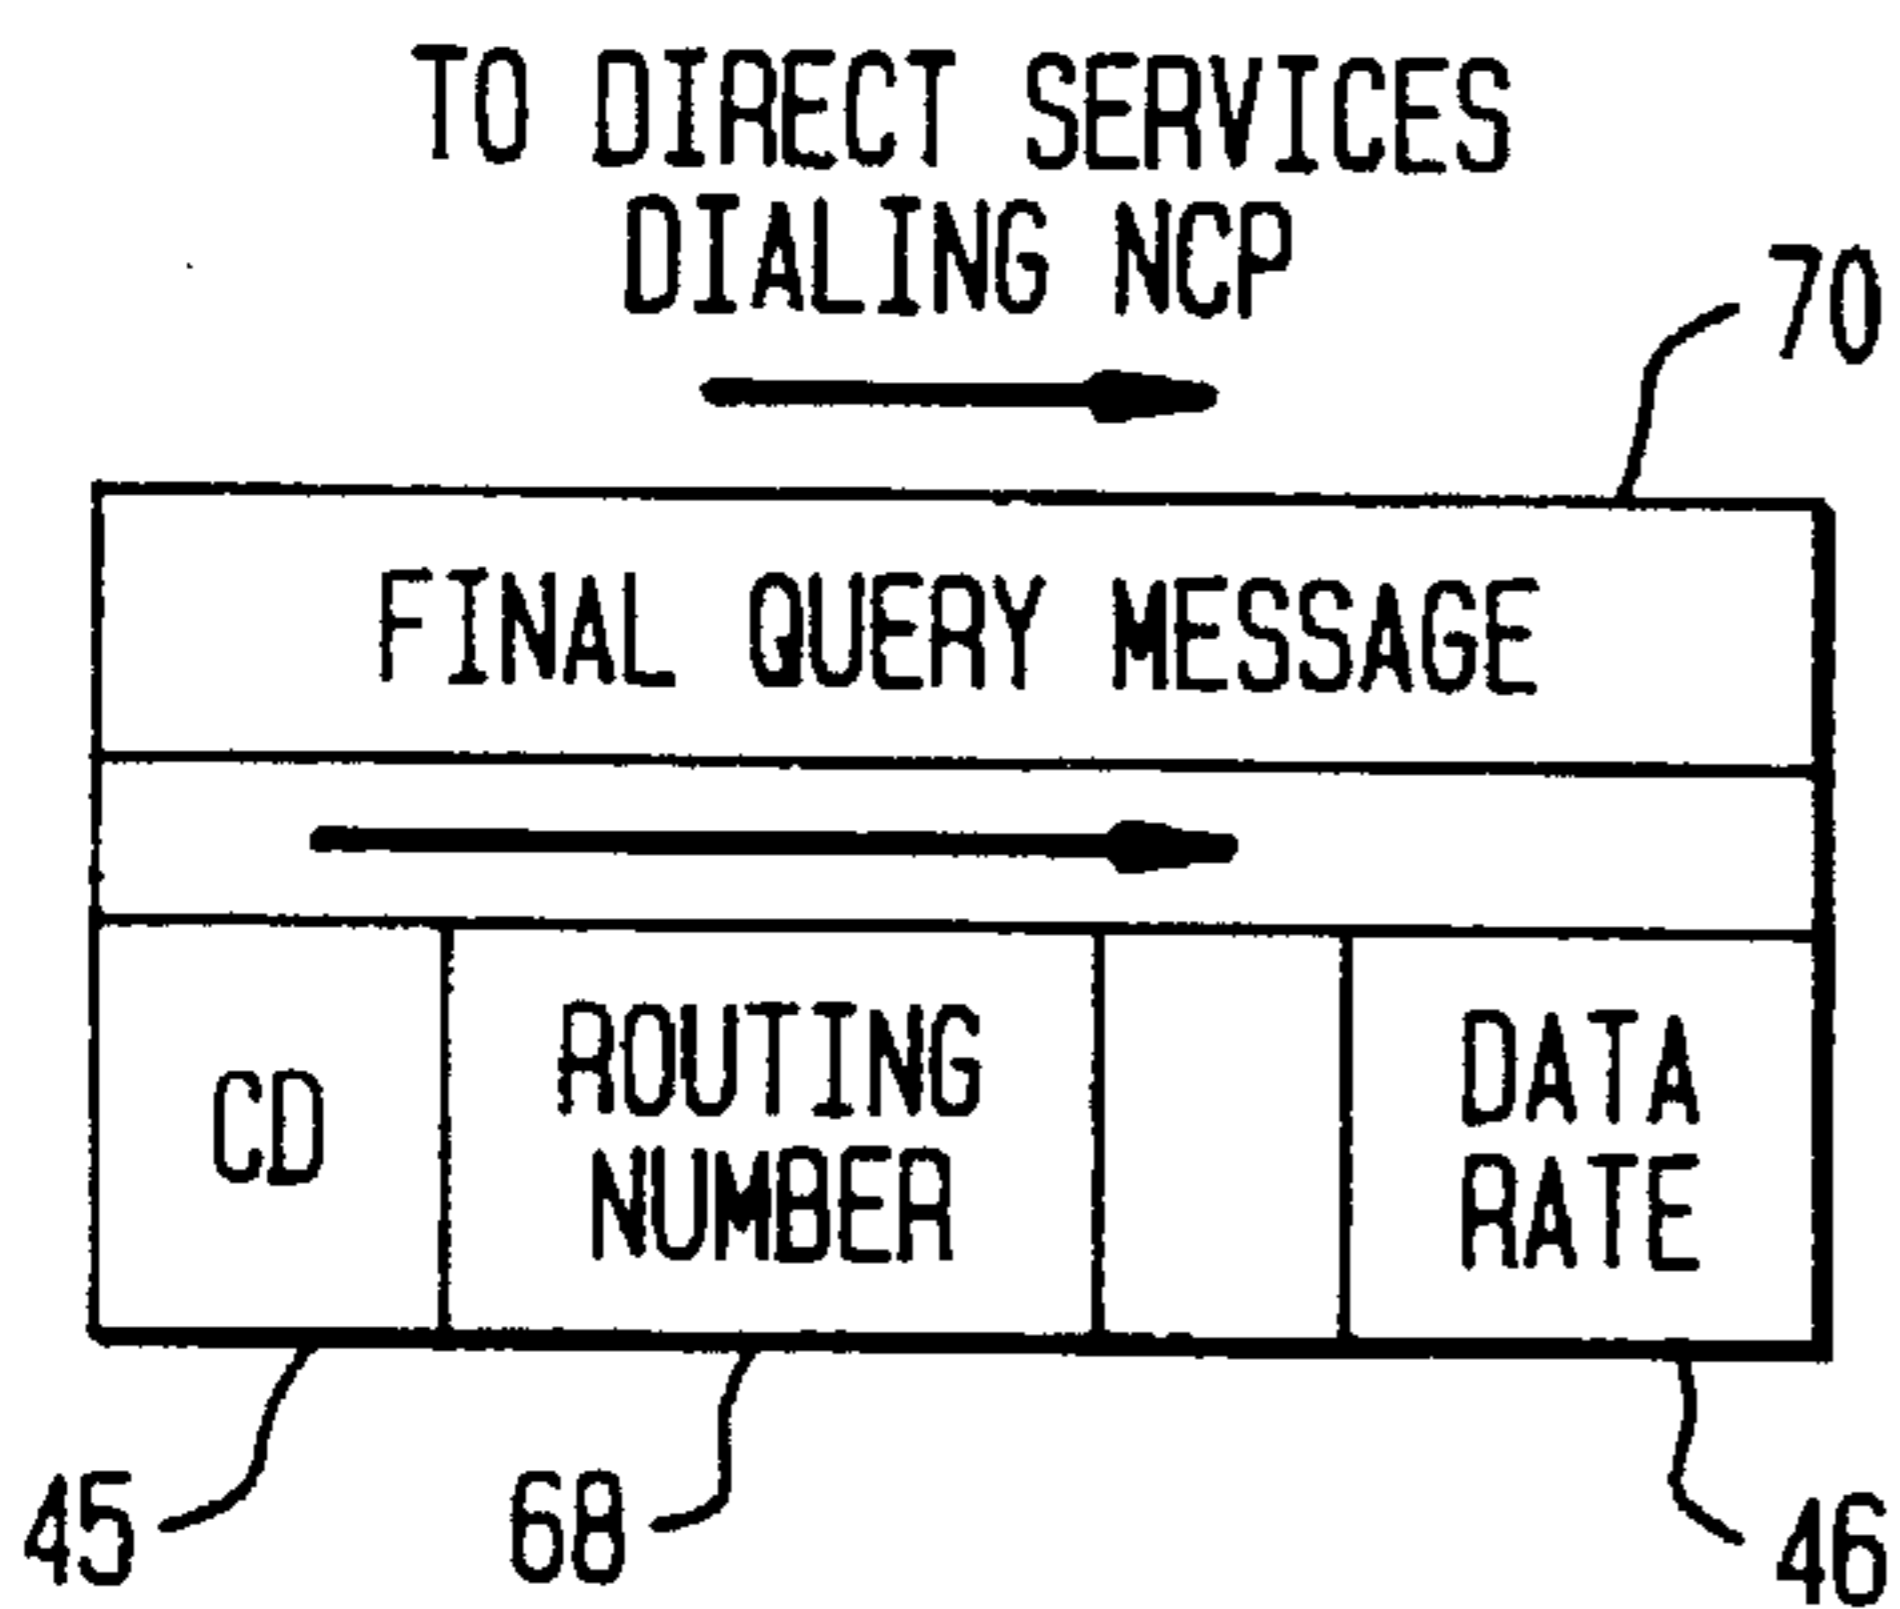 TO DIRECT SERVICES
DIALING NCP
70
FINAL QUERY MESSAGE
CD
ROUTING
NUMBER
DATA
RATE
45
68
46